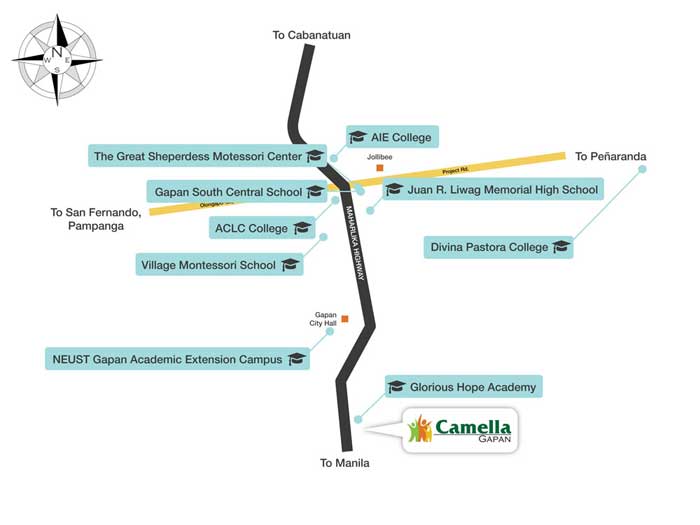 To Cabanatuan
N
W
E
S
AIE College
The Great Sheperdess Motessori Center
Jollibee
To Peñaranda
Project Rd.
Gapan South Central School
Juan R. Liwag Memorial High School
To San Fernando,
Pampanga
ACLC College
MAHARLIKA HIGHWAY
Divina Pastora College
Village Montessori School
Gapan
City Hall
NEUST Gapan Academic Extension Campus
Glorious Hope Academy
Camella
GAPAN
To Manila